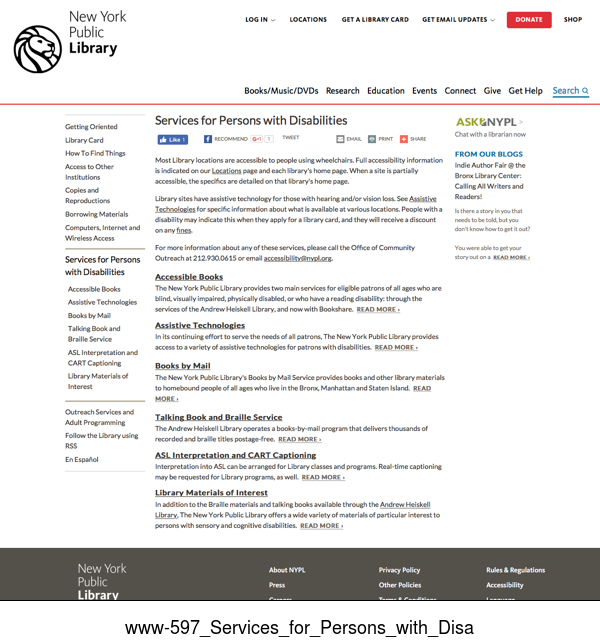 New York
Public
Library
LOG IN
LOCATIONS
GET A LIBRARY CARD
GET EMAIL UPDATES
DONATE
SHOP
Books/Music/DVDs Research Education Events Connect Give Get Help Search
Getting Oriented
Library Card
How To Find Things
Access to Other
Institutions
Copies and
Reproductions
Borrowing Materials
Computers, Internet and
Wireless Access
Services for Persons
with Disabilities
Accessible Books
Assistive Technologies
Books by Mail
Talking Book and
Braille Service
ASL Interpretation and
CART Captioning
Library Materials of
Interest
Outreach Services and
Adult Programming
Follow the Library using
RSS
En Español
Services for Persons with Disabilities
Like 1 RECOMMEND G+1 1 TWEET EMAIL PRINT SHARE
Most Library locations are accessible to people using wheelchairs. Full accessibility information
is indicated on our Locations page and each library's home page. When a site is partially
accessible, the specifics are detailed on that library's home page.
Library sites have assistive technology for those with hearing and/or vision loss. See Assistive
Technologies for specific information about what is available at various locations. People with a
disability may indicate this when they apply for a library card, and they will receive a discount
on any fines.
For more information about any of these services, please call the Office of Community
Outreach at 212.930.0615 or email accessibility@nypl.org.
Accessible Books
The New York Public Library provides two main services for eligible patrons of all ages who are
blind, visually impaired, physically disabled, or who have a reading disability: through the
services of the Andrew Heiskell Library, and now with Bookshare. READ MORE ›
Assistive Technologies
In its continuing effort to serve the needs of all patrons, The New York Public Library provides
access to a variety of assistive technologies for patrons with disabilities. READ MORE ›
Books by Mail
The New York Public Library's Books by Mail Service provides books and other library materials
to homebound people of all ages who live in the Bronx, Manhattan and Staten Island. READ
MORE ›
Talking Book and Braille Service
The Andrew Heiskell Library operates a books-by-mail program that delivers thousands of
recorded and braille titles postage-free. READ MORE ›
ASL Interpretation and CART Captioning
Interpretation into ASL can be arranged for Library classes and programs. Real-time captioning
may be requested for Library programs, as well. READ MORE ›
Library Materials of Interest
In addition to the Braille materials and talking books available through the Andrew Heiskell
Library, The New York Public Library offers a wide variety of materials of particular interest to
persons with sensory and cognitive disabilities. READ MORE ›
ASK NYPL >
Chat with a librarian now
FROM OUR BLOGS
Indie Author Fair @ the
Bronx Library Center:
Calling All Writers and
Readers!
Is there a story in you that
needs to be told, but you
don't know how to get it out?
You were able to get your
story out on a READ MORE ›
New York
Public
Library
About NYPL
Press
Careers
Privacy Policy
Other Policies
Terms & Conditions
Rules & Regulations
Accessibility
Language
www-597_Services_for_Persons_with_Disa